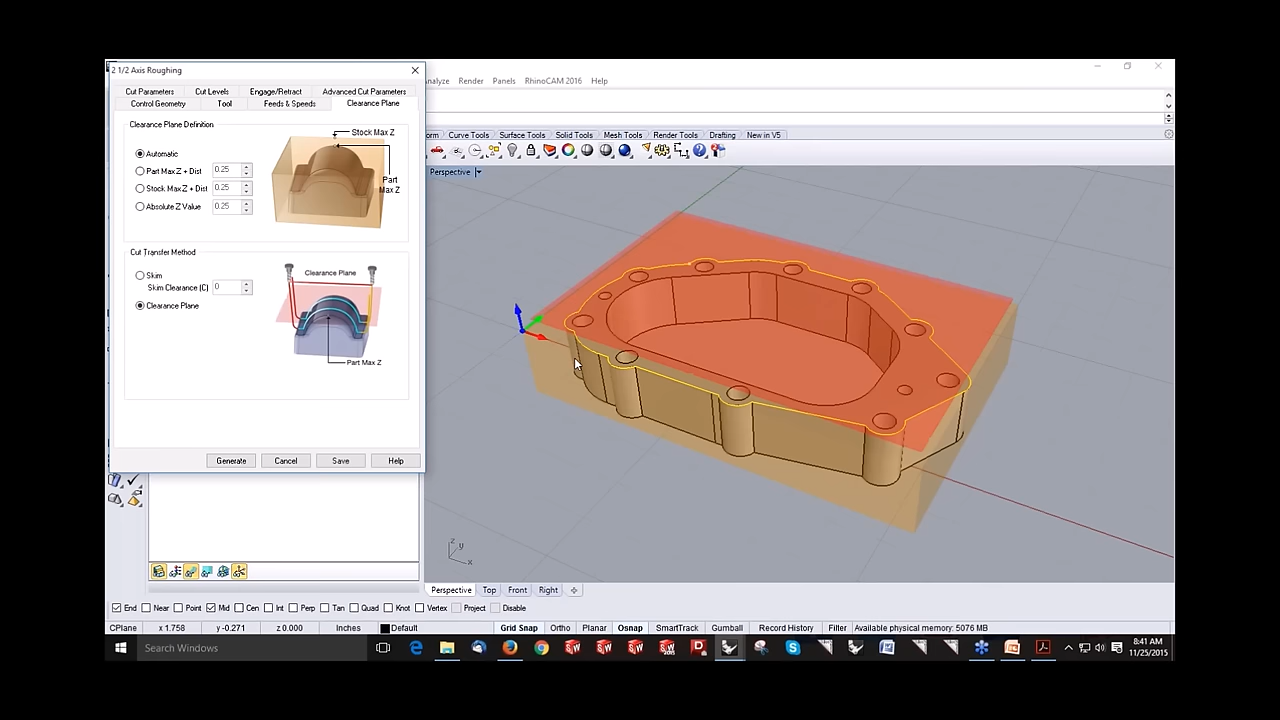 2 1/2 Axis Roughing
Analyze Render Panels RhinoCAM 2016 Help
Cut Parameters Cut Levels Engage/Retract Advanced Cut Parameters
Control Geometry Tool Feeds & Speeds Clearance Plane
Clearance Plane Definition
Stock Max Z
Automatic
Part Max Z + Dist 0.25
Part
Max Z
Stock Max Z + Dist 0.25
Absolute Z Value 0.25
Cut Transfer Method
Skim
Clearance Plane
Skim Clearance (C) 0
Clearance Plane
Part Max Z
Generate Cancel Save Help
orm Curve Tools Surface Tools Solid Tools Mesh Tools Render Tools Drafting New in V5
Perspective
z
y
x
Perspective Top Front Right
End Near Point Mid Cen Int Perp Tan Quad Knot Vertex Project Disable
CPlane x 1.758 y -0.271 z 0.000 Inches Default Grid Snap Ortho Planar Osnap SmartTrack Gumball Record History Filter Available physical memory: 5076 MB
Search Windows
8:41 AM
11/25/2015